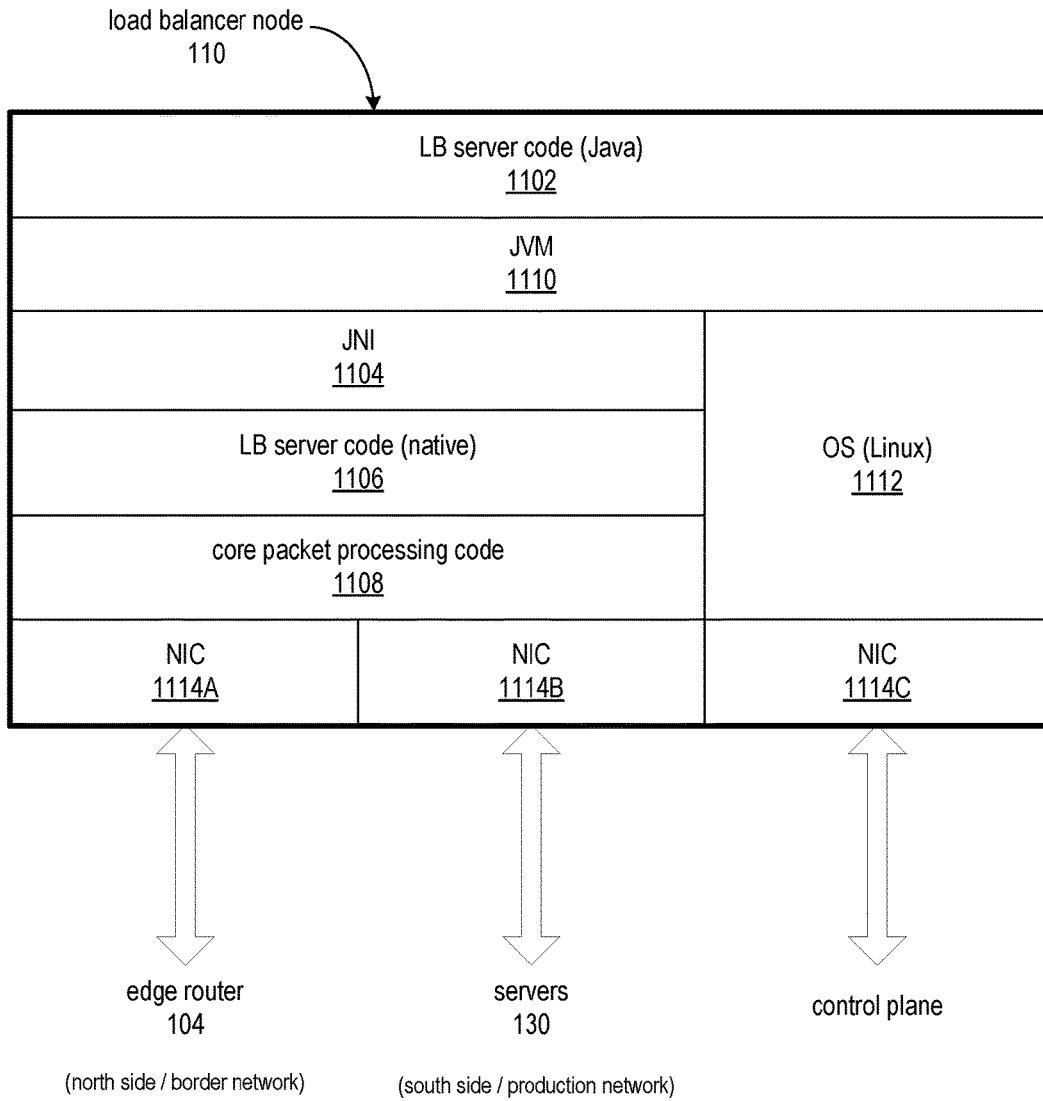 load balancer node
110
LB server code (Java)
1102
JVM
1110
JNI
1104
LB server code (native)
1106
OS (Linux)
1112
core packet processing code
1108
NIC
1114A
NIC
1114B
NIC
1114C
edge router
104
servers
130
control plane
(north side / border network)
(south side / production network)